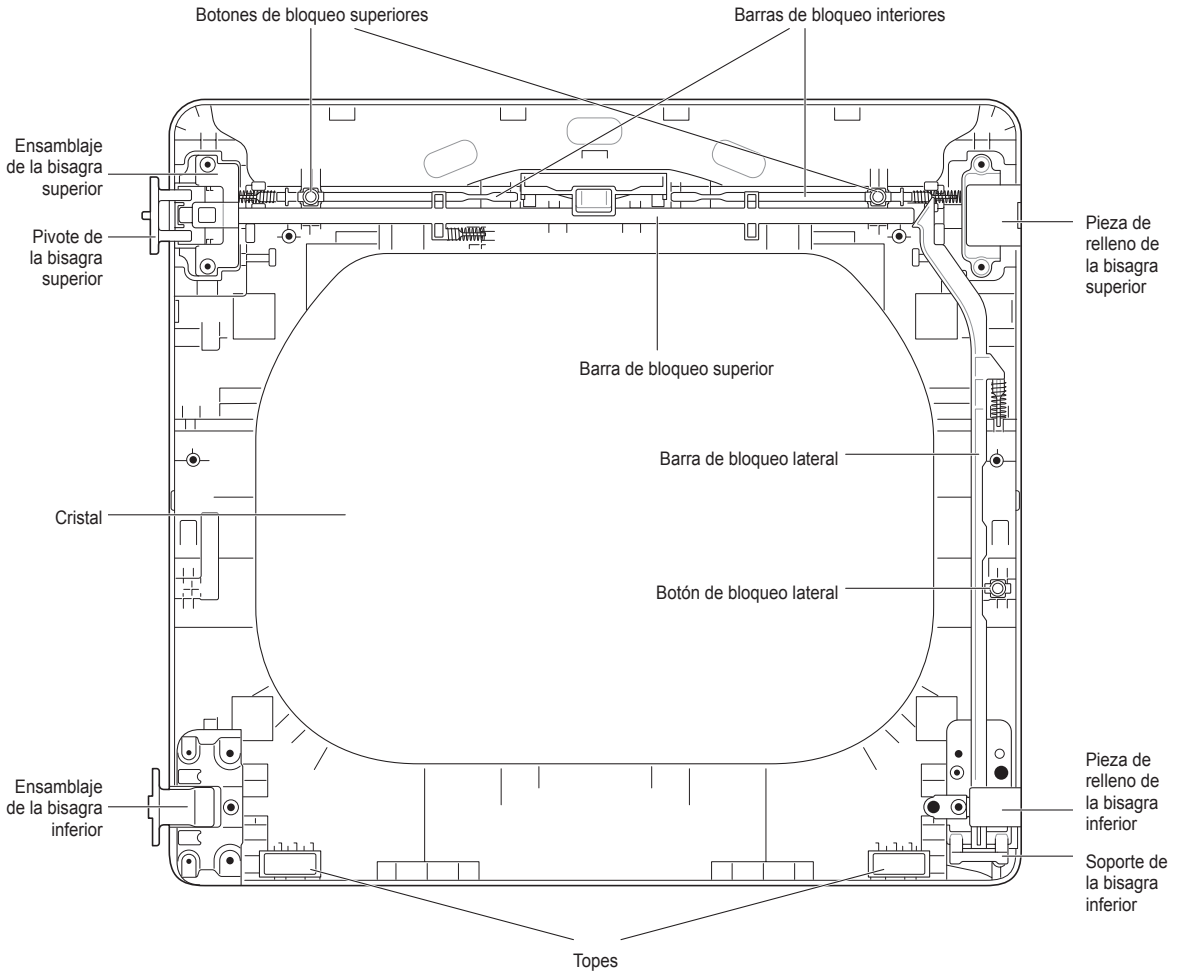 Botones de bloqueo superiores
Barras de bloqueo interiores
Ensamblaje
de la bisagra
superior
Pivote de
la bisagra
superior
Pieza de
relleno de
la bisagra
superior
Barra de bloqueo superior
Barra de bloqueo lateral
Cristal
Botón de bloqueo lateral
Ensamblaje
de la bisagra
inferior
Pieza de
relleno de
la bisagra
inferior
Soporte de
la bisagra
inferior
Topes